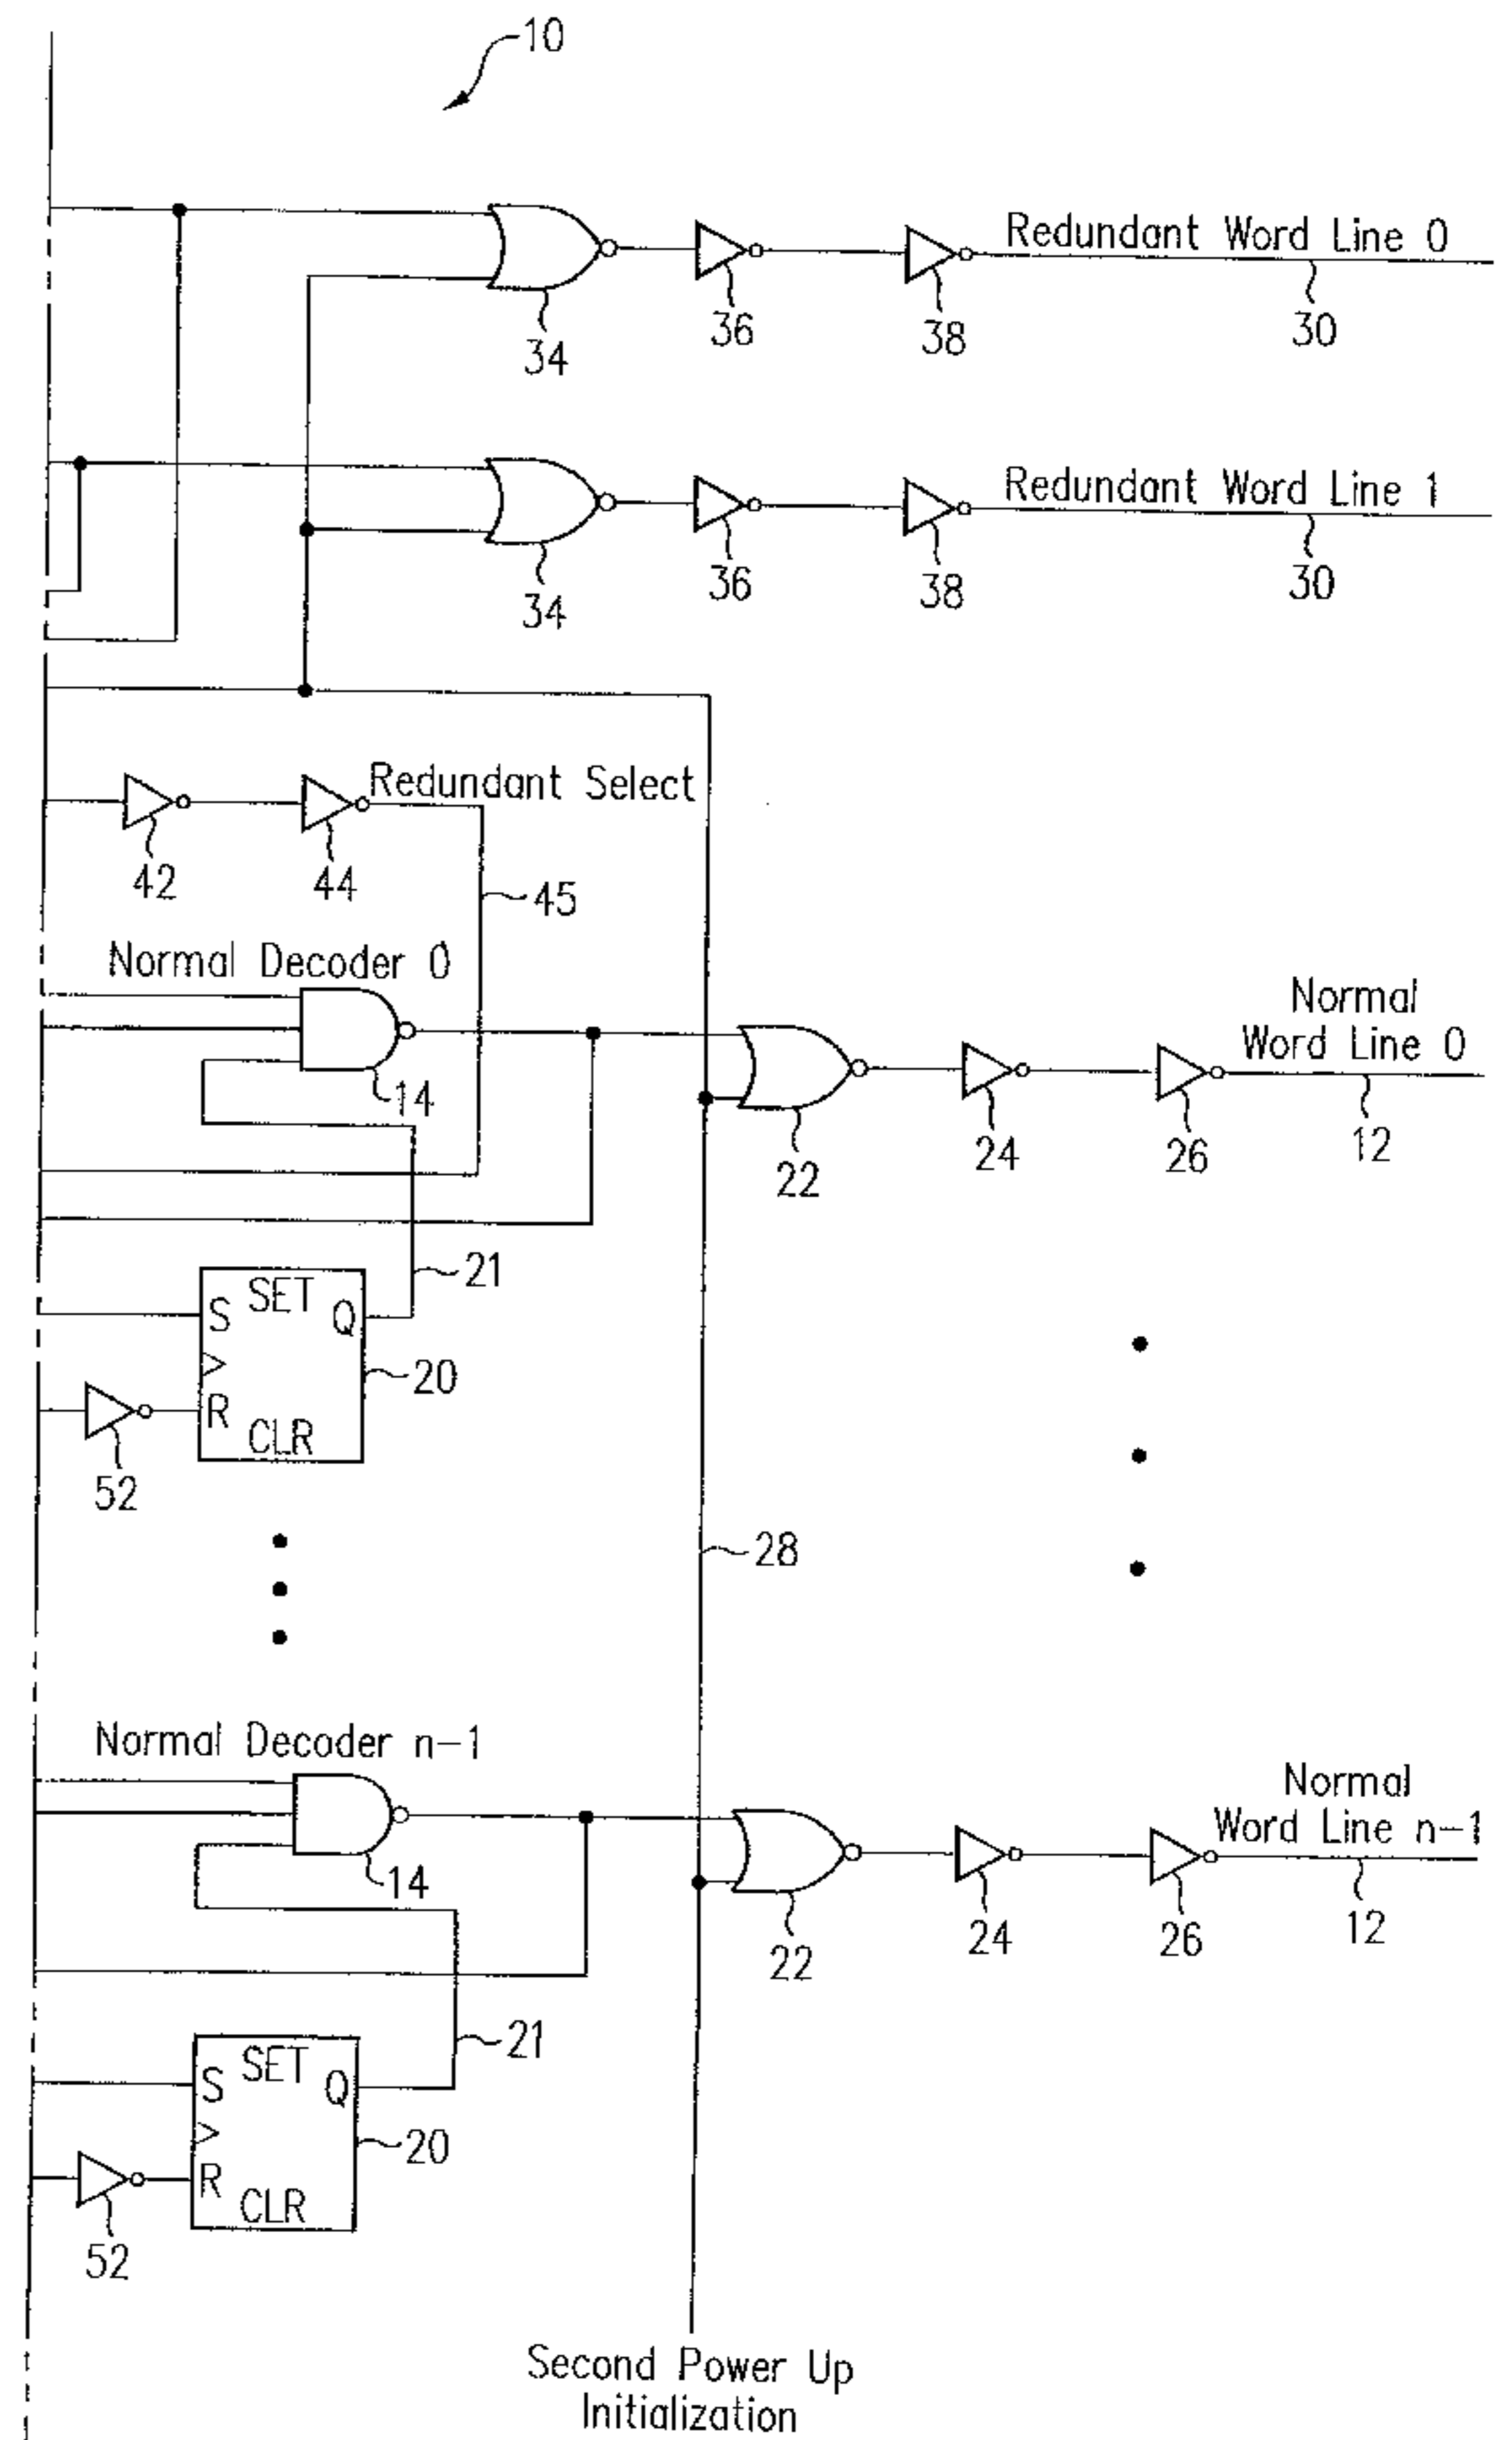 10
Redundant Word Line 0
34
36
38
30
Redundant Word Line 1
34
36
38
30
Redundant Select
42
44
45
Normal Decoder 0
14
Normal
Word Line 0
22
24
26
12
21
S SET Q
20
R
CLR
52
28
Normal Decoder n-1
14
Normal
Word Line n-1
22
24
26
12
21
S SET Q
20
R
CLR
52
Second Power Up
Initialization